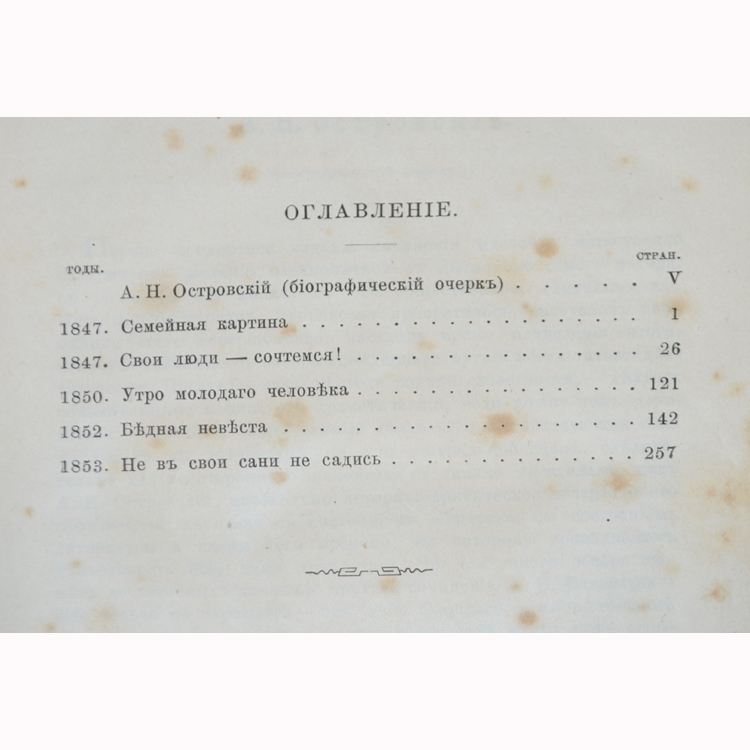 ОГЛАВЛЕНІЕ.
ГОДЫ. СТРАН.
А. Н. Островскій (біографическій очеркъ) . . . . . V
1847. Семейная картина . . . . . . . . . . . . . . . . . . 1
1847. Свои люди — сочтемся! . . . . . . . . . . . . . . . 26
1850. Утро молодаго человѣка . . . . . . . . . . . . . . . 121
1852. Бѣдная невѣста . . . . . . . . . . . . . . . . . . . 142
1853. Не въ свои сани не садись . . . . . . . . . . . . . 257